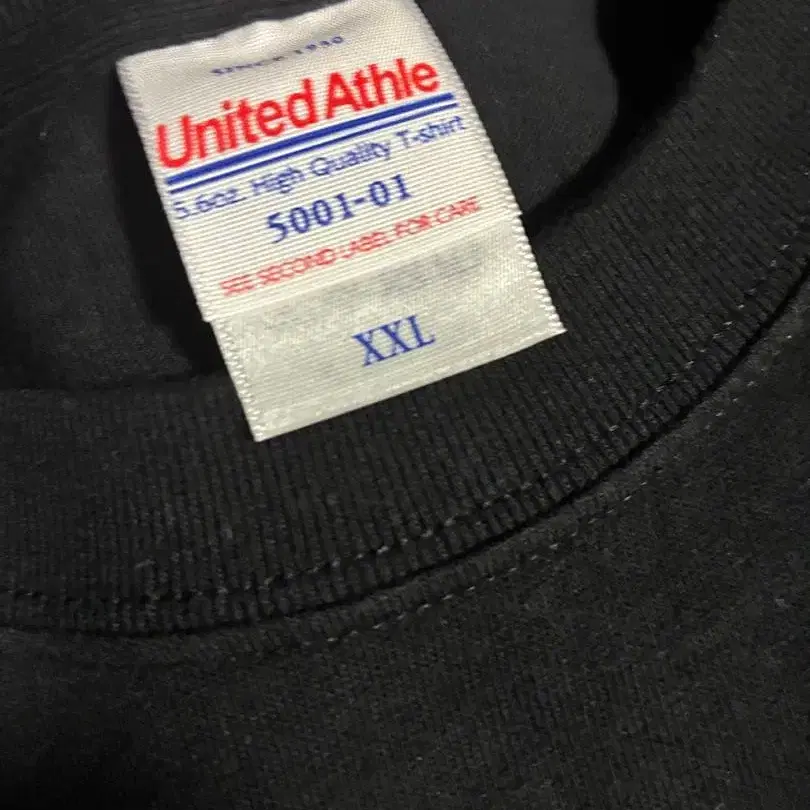 SINCE 1930
United Athle
5.6oz. High Quality T-shirt
5001-01
SEE SECOND LABEL FOR CARE
XXL